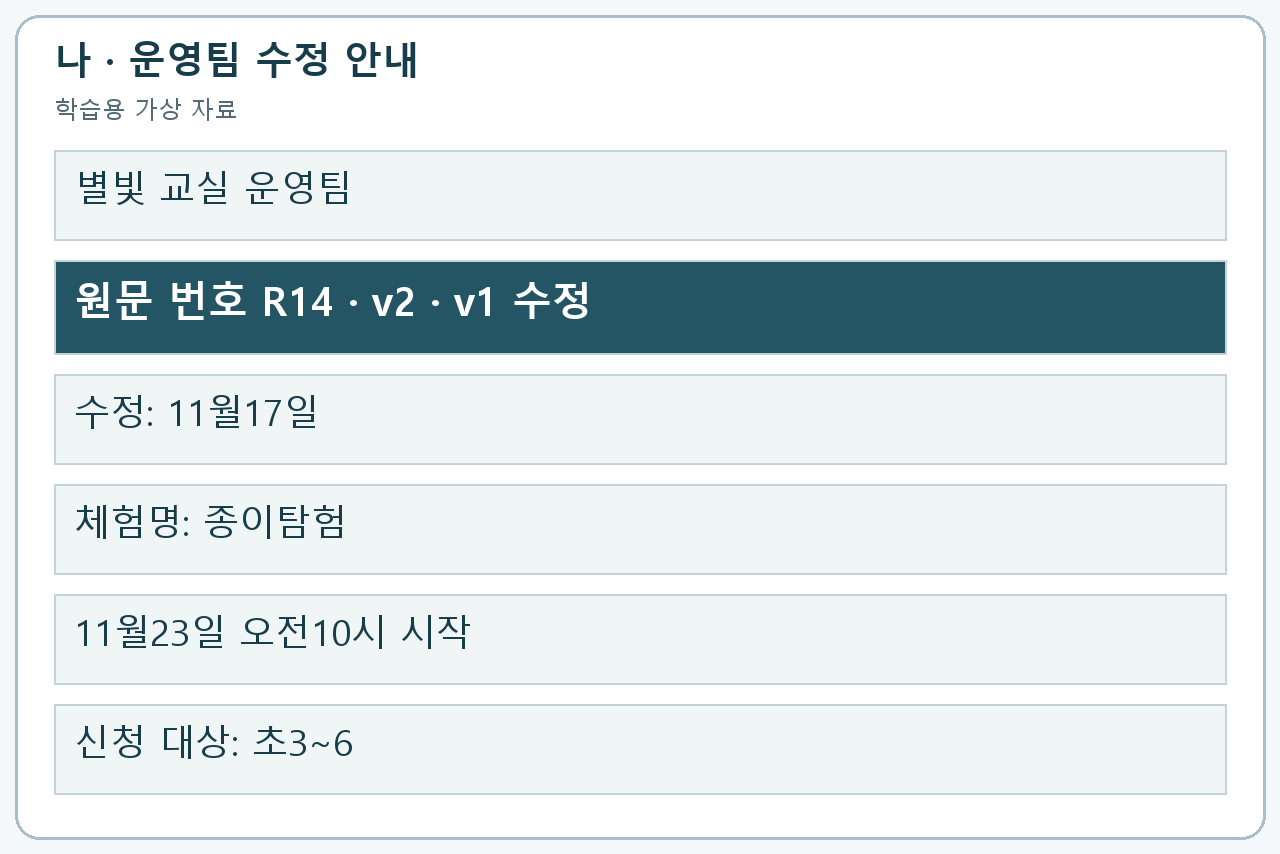 나 · 운영팀 수정 안내
학습용 가상 자료
별빛 교실 운영팀
원문 번호 R14 · v2 · v1 수정
수정: 11월17일
체험명: 종이탐험
11월23일 오전10시 시작
신청 대상: 초3~6